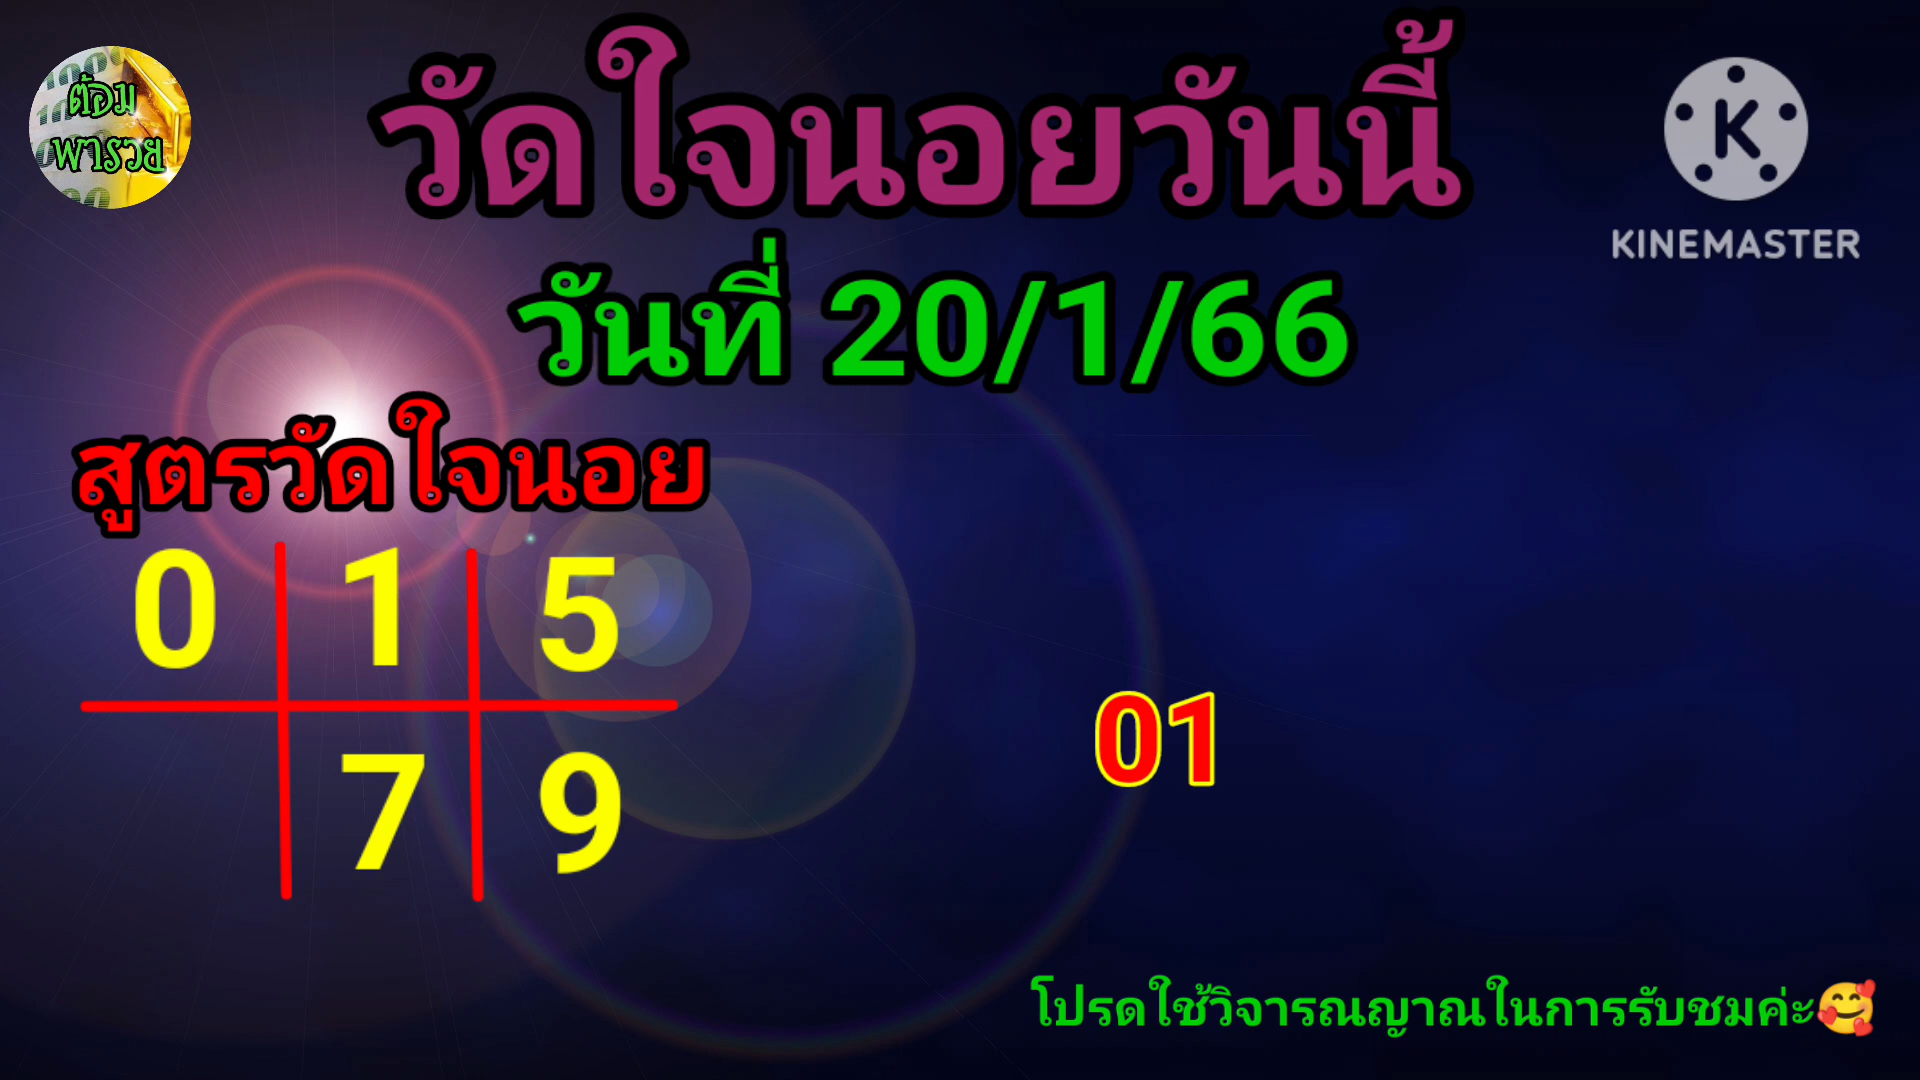 ต้อม
พารวย
วัดใจนอยวันนี้
KINEMASTER
วันที่ 20/1/66
สูตรวัดใจนอย
0 1 5
7 9
01
โปรดใช้วิจารณญาณในการรับชมค่ะ🥰